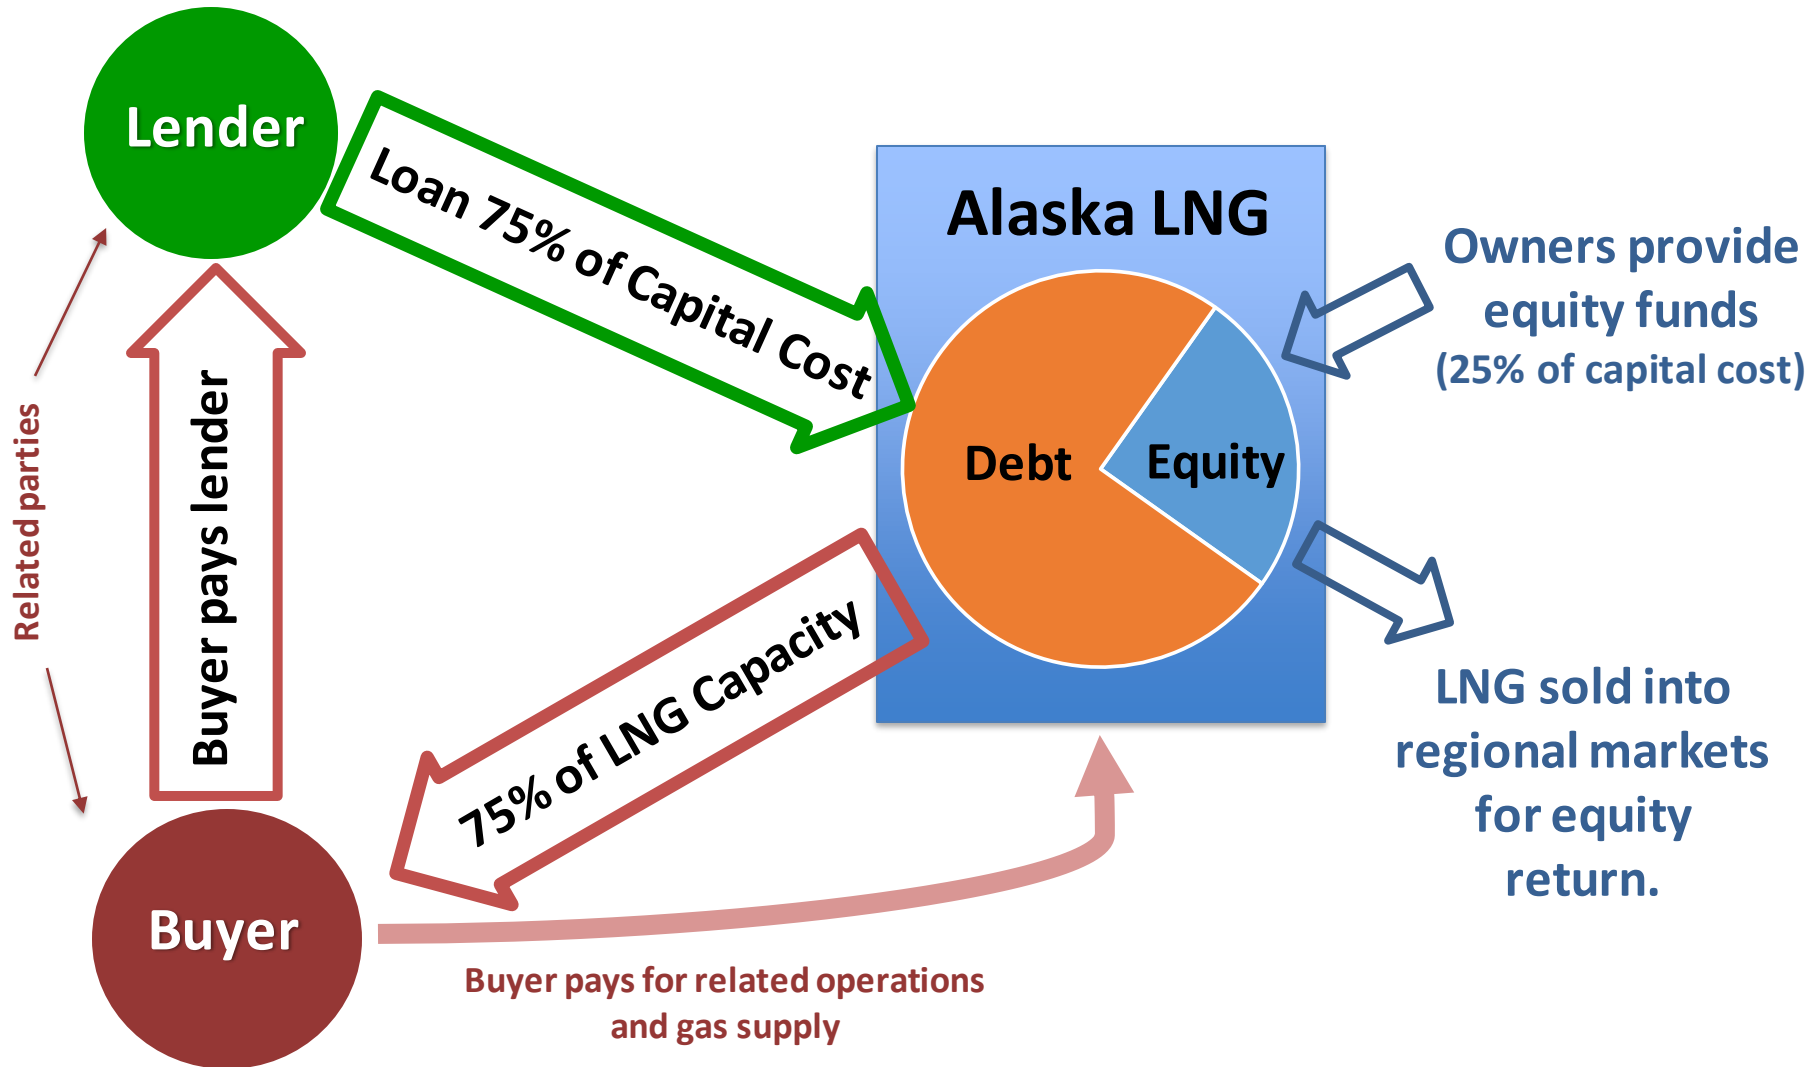 Lender
Loan 75% of Capital Cost
Alaska LNG
Owners provide
equity funds
(25% of capital cost)
Debt
Equity
Related parties
Buyer pays lender
75% of LNG Capacity
LNG sold into
regional markets
for equity
return.
Buyer
Buyer pays for related operations
and gas supply